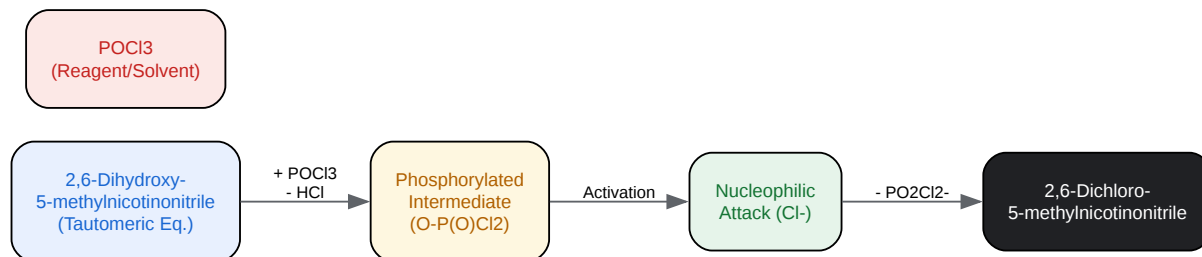 POCl3
(Reagent/Solvent)
2,6-Dihydroxy-
5-methylnicotinonitrile
(Tautomeric Eq.)
+ POCl3
- HCl
Phosphorylated
Intermediate
(O-P(O)Cl2)
Activation
Nucleophilic
Attack (Cl-)
- PO2Cl2-
2,6-Dichloro-
5-methylnicotinonitrile